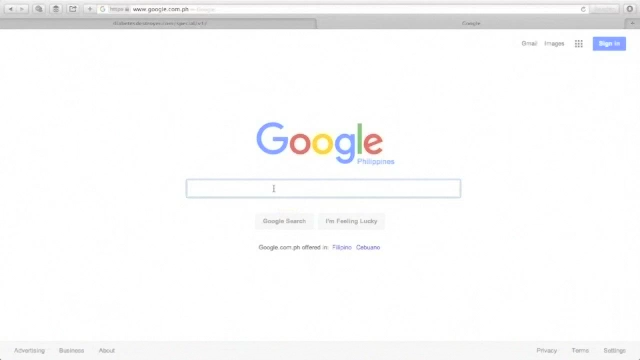 https www.google.com.ph — Google
Google
Gmail Images Sign in
Google
Philippines
Google Search I'm Feeling Lucky
Google.com.ph offered in: Filipino Cebuano
Advertising Business About Privacy Terms Settings